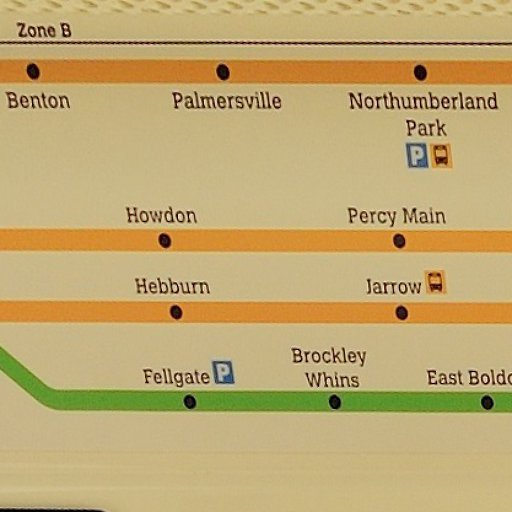 Zone B
Benton
Palmersville
Northumberland
Park
P
Howdon
Percy Main
Hebburn
Jarrow
Fellgate P
Brockley
Whins
East Boldo